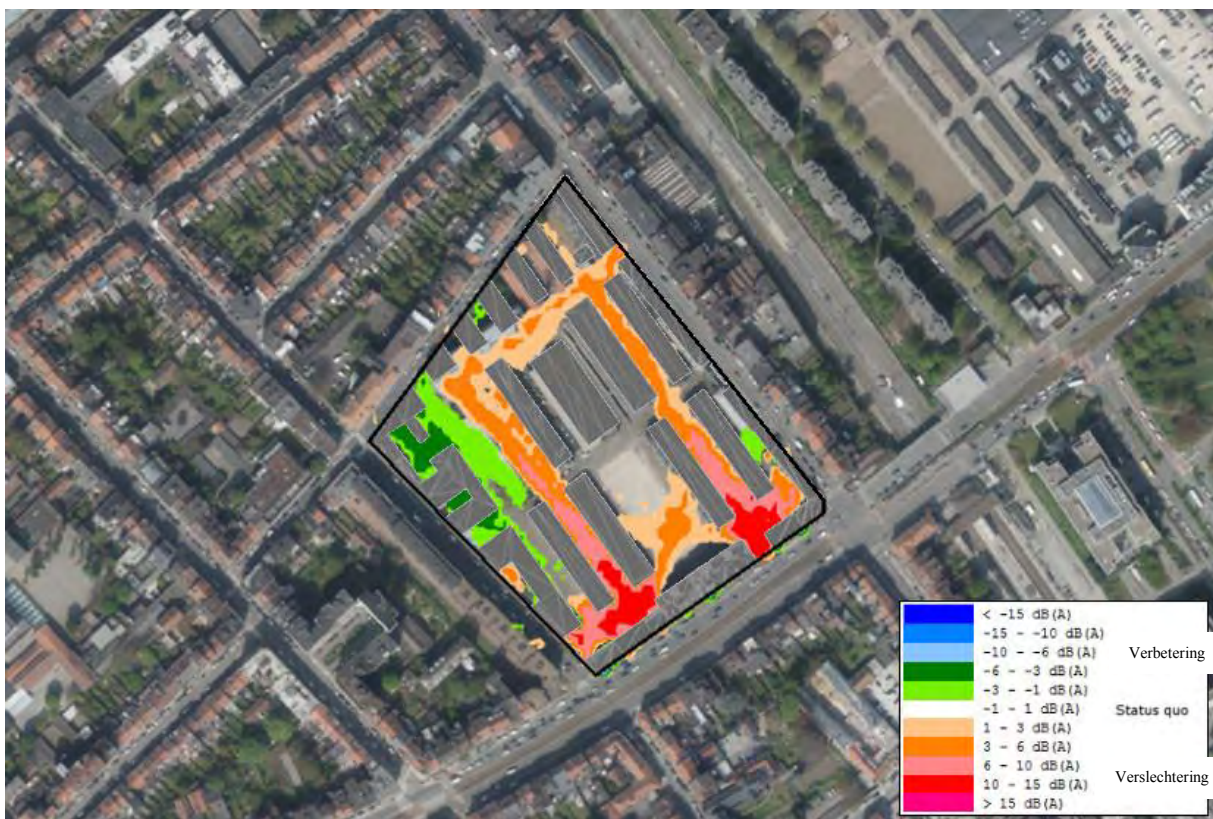 < -15 dB(A)
-15 - -10 dB(A)
-10 - -6 dB(A)
Verbetering
-6 - -3 dB(A)
-3 - -1 dB(A)
-1 - 1 dB(A)
Status quo
1 - 3 dB(A)
3 - 6 dB(A)
6 - 10 dB(A)
Verslechtering
10 - 15 dB(A)
> 15 dB(A)